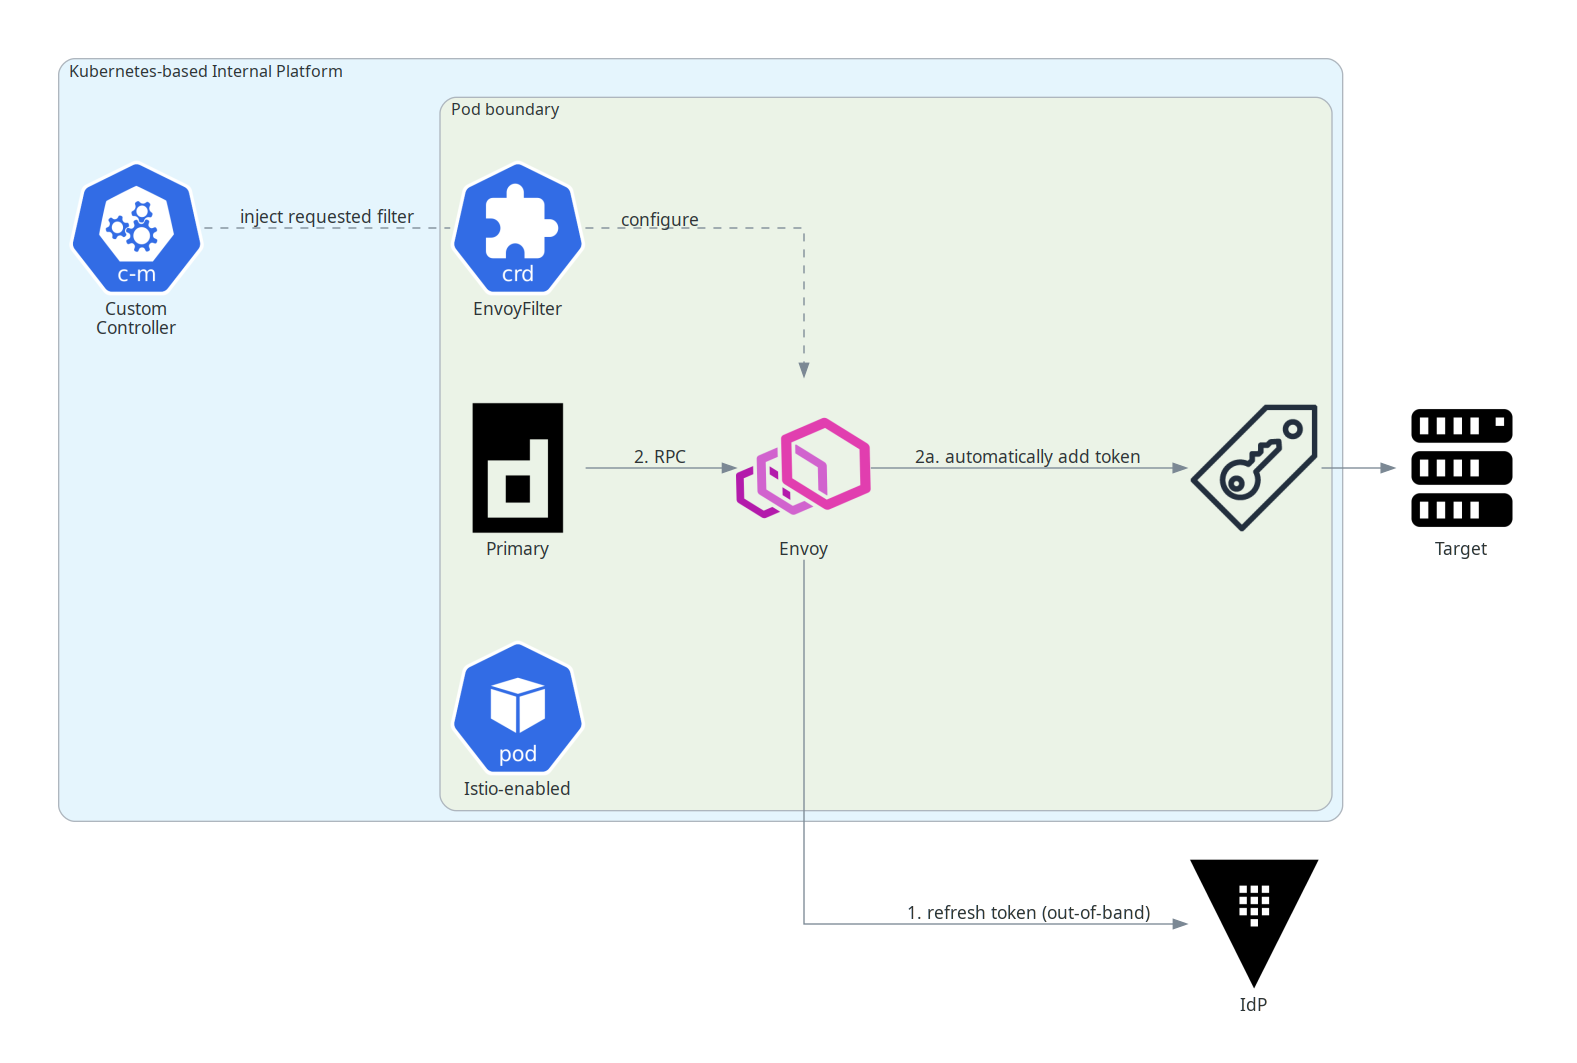 Kubernetes-based Internal Platform
Pod boundary
inject requested filter
configure
c-m
crd
Custom
Controller
EnvoyFilter
2. RPC
2a. automatically add token
Primary
Envoy
Target
pod
Istio-enabled
1. refresh token (out-of-band)
IdP